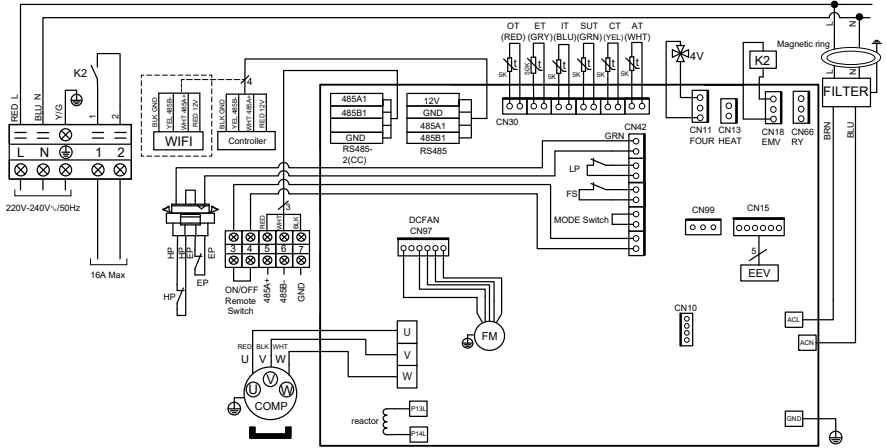 OT ET IT SUT CT AT
(RED) (GRY) (BLU) (GRN) (YEL) (WHT)
5K 50K 5K 5K 5K 5K
CN30
4V
K2
Magnetic ring
L N
L N
FILTER
BRN BLU
CN11 CN13 CN18 CN66
FOUR HEAT EMV RY
RED L
BLU N
Y/G
K2
1 2
L N 1 2
220V-240V~/50Hz
16A Max
BLK GND
YEL 485B-
WHT 485A+
RED 12V
WIFI
BLK GND
YEL 485B-
WHT 485A+
RED 12V
Controller
4
485A1
485B1
GND
RS485-
2(CC)
12V
GND
485A1
485B1
RS485
CN42
GRN
LP
FS
MODE Switch
HP
HP
EP
EP
HP
EP
3
RED
WHT
BLK
3 4 5 6 7
ON/OFF
Remote
Switch
485A+
485B-
GND
DCFAN
CN97
FM
CN99
CN15
5
EEV
CN10
ACL
ACN
GND
RED BLK WHT
U V W
U V W
COMP
U
V
W
reactor
P13L
P14L